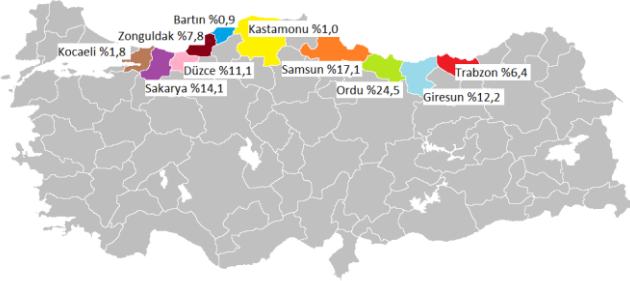 Bartın %0,9
Kastamonu %1,0
Zonguldak %7,8
Kocaeli %1,8
Düzce %11,1
Samsun %17,1
Trabzon %6,4
Sakarya %14,1
Ordu %24,5
Giresun %12,2